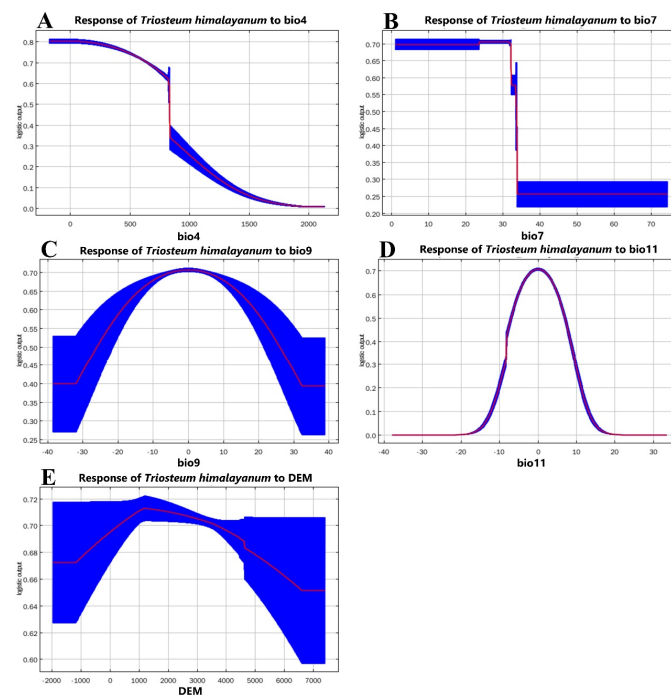 A
Response of Triosteum himalayanum to bio4
logistic output
0.8
0.7
0.6
0.5
0.4
0.3
0.2
0.1
0.0
0 500 1000 1500 2000
bio4
B
Response of Triosteum himalayanum to bio7
logistic output
0.70
0.65
0.60
0.55
0.50
0.45
0.40
0.35
0.30
0.25
0.20
0 10 20 30 40 50 60 70
bio7
C
Response of Triosteum himalayanum to bio9
logistic output
0.70
0.65
0.60
0.55
0.50
0.45
0.40
0.35
0.30
0.25
-40 -30 -20 -10 0 10 20 30 40
bio9
D
Response of Triosteum himalayanum to bio11
logistic output
0.7
0.6
0.5
0.4
0.3
0.2
0.1
0.0
-40 -30 -20 -10 0 10 20 30
bio11
E
Response of Triosteum himalayanum to DEM
logistic output
0.72
0.70
0.68
0.66
0.64
0.62
0.60
-2000 -1000 0 1000 2000 3000 4000 5000 6000 7000
DEM